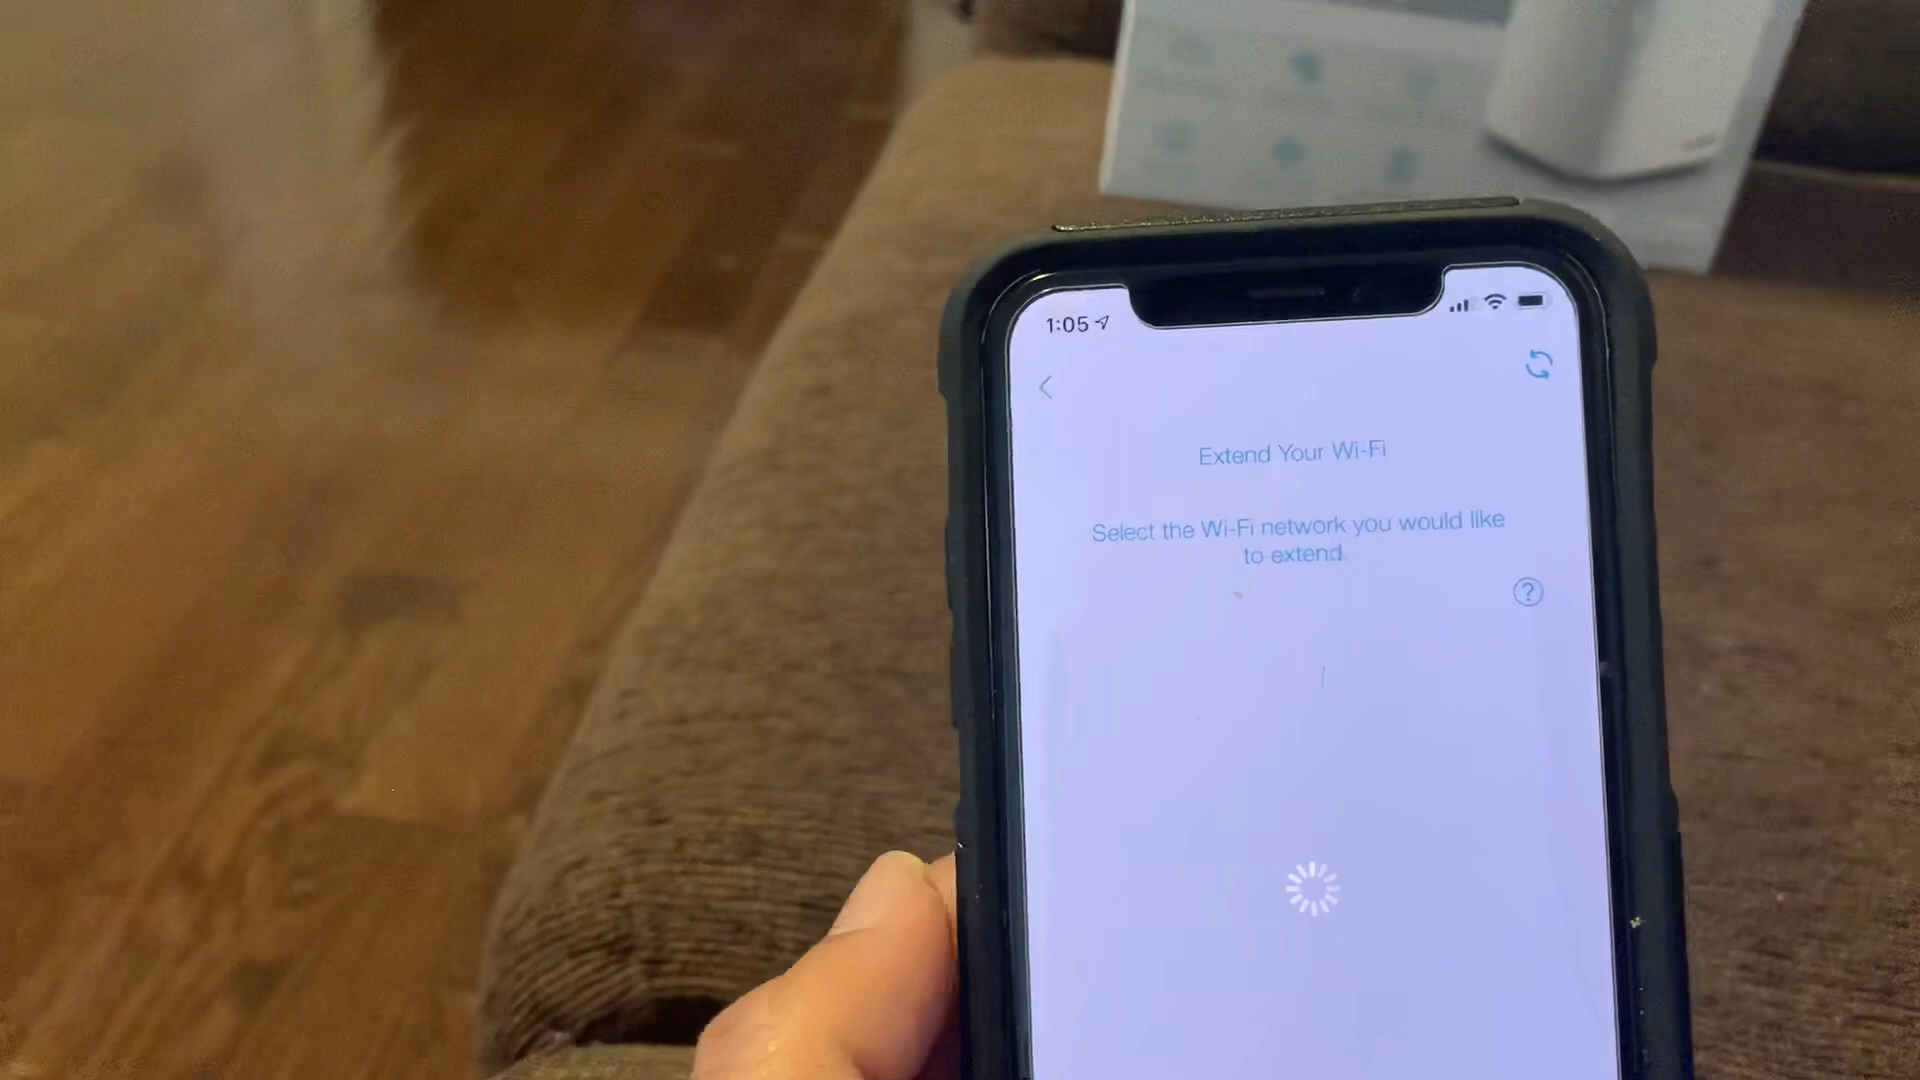 1:05
Extend Your Wi-Fi
Select the Wi-Fi network you would like
to extend.
?